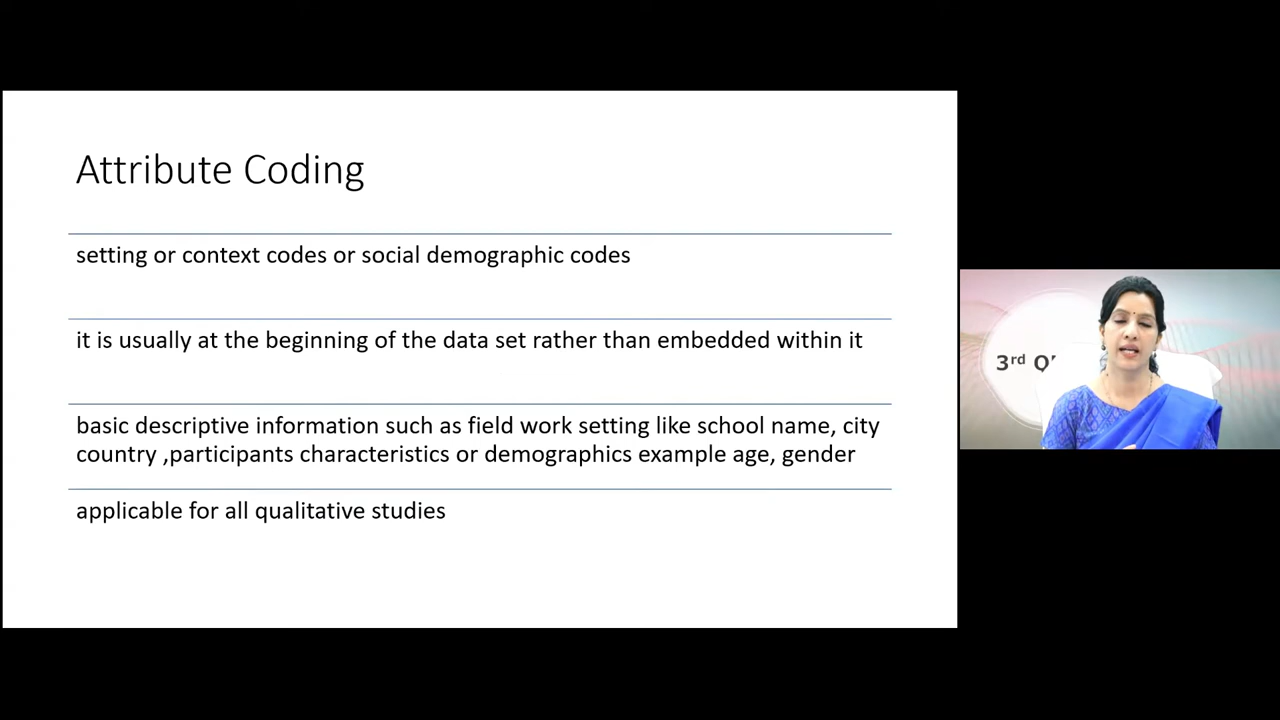 Attribute Coding
setting or context codes or social demographic codes
it is usually at the beginning of the data set rather than embedded within it
basic descriptive information such as field work setting like school name, city
country ,participants characteristics or demographics example age, gender
applicable for all qualitative studies
3rd